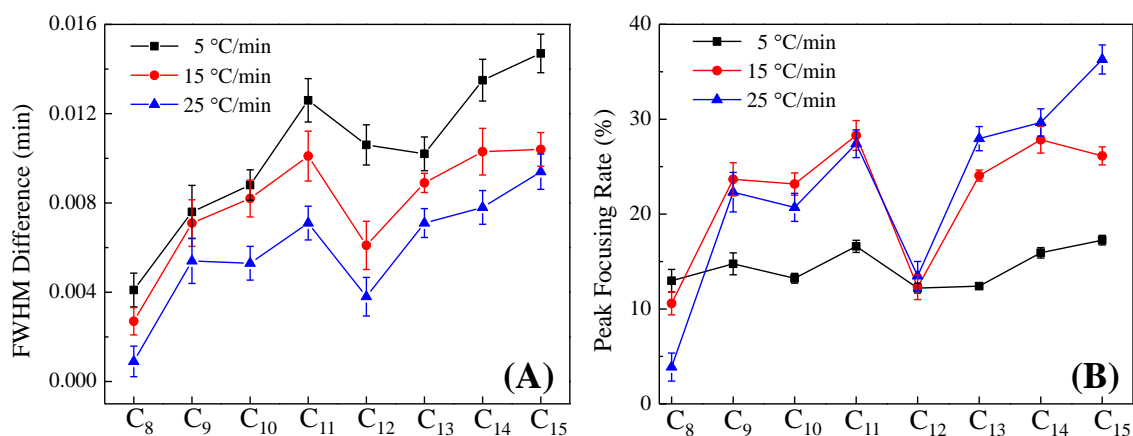 0.016
0.012
0.008
0.004
0.000
FWHM Difference (min)
5 °C/min
15 °C/min
25 °C/min
(A)
C₈ C₉ C₁₀ C₁₁ C₁₂ C₁₃ C₁₄ C₁₅
40
30
20
10
0
Peak Focusing Rate (%)
5 °C/min
15 °C/min
25 °C/min
(B)
C₈ C₉ C₁₀ C₁₁ C₁₂ C₁₃ C₁₄ C₁₅